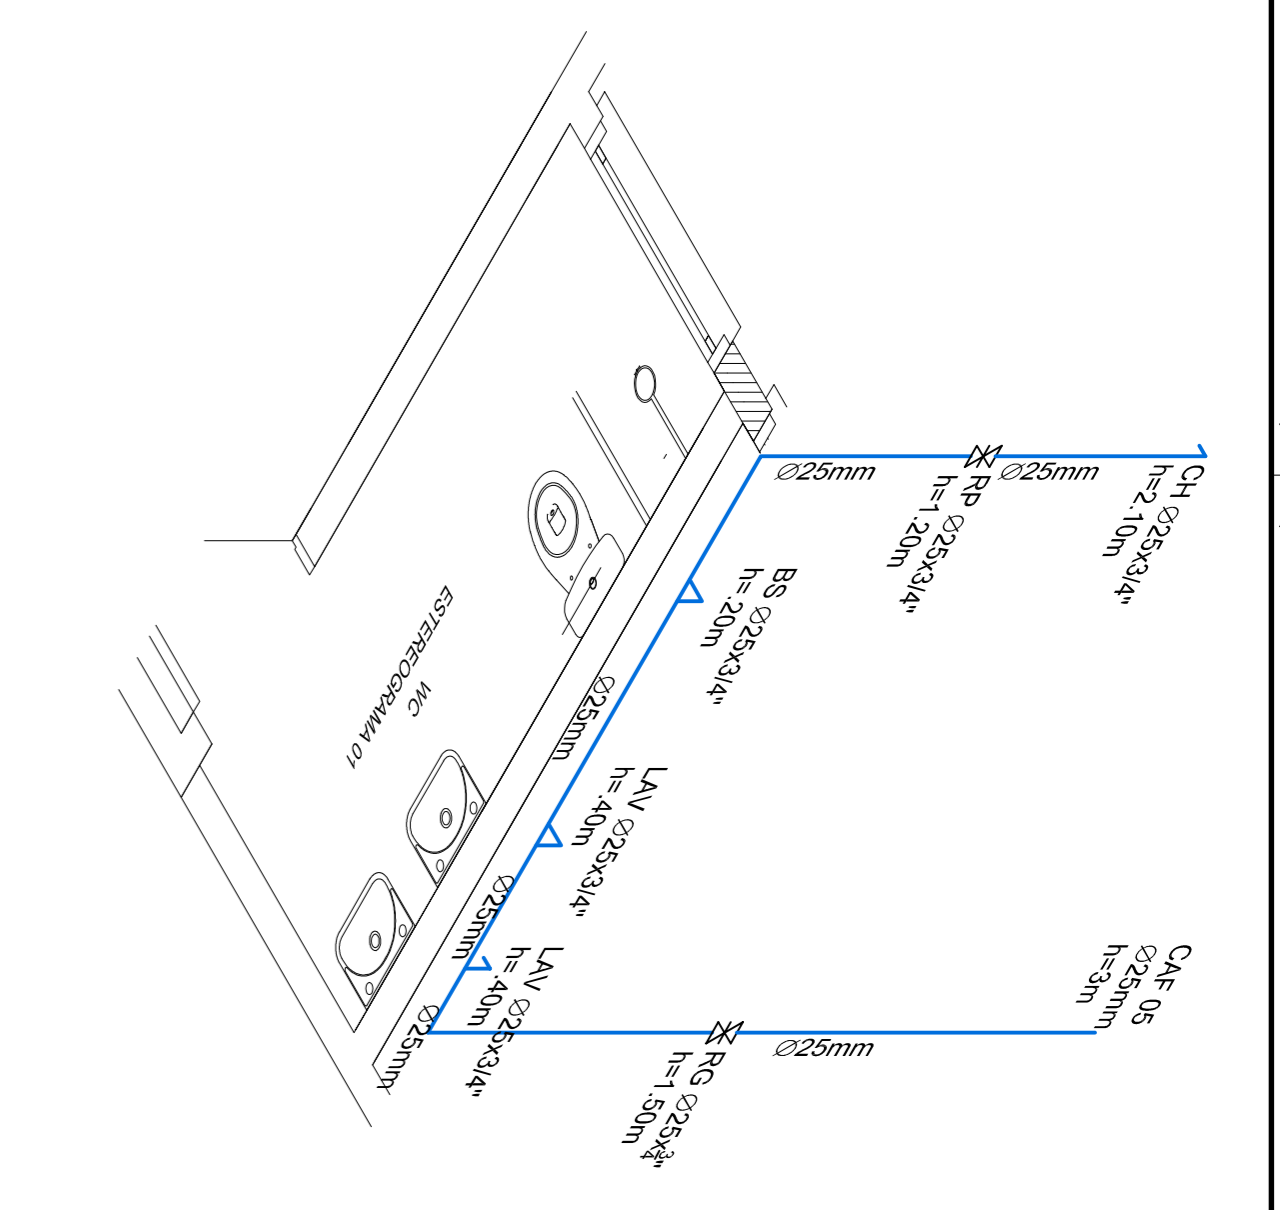 Ø25mm
Ø25mm
CH Ø25x3/4"
h=2.10m
RP Ø25x3/4"
h=1.20m
BS Ø25x3/4"
h=.20m
Ø25mm
LAV Ø25x3/4"
h=.40m
Ø25mm
LAV Ø25x3/4"
h=.40m
Ø25mm
WC
ESTEREOGRAMA 01
CAF 05
Ø25mm
h=3m
Ø25mm
RG Ø25x3/4"
h=1.50m